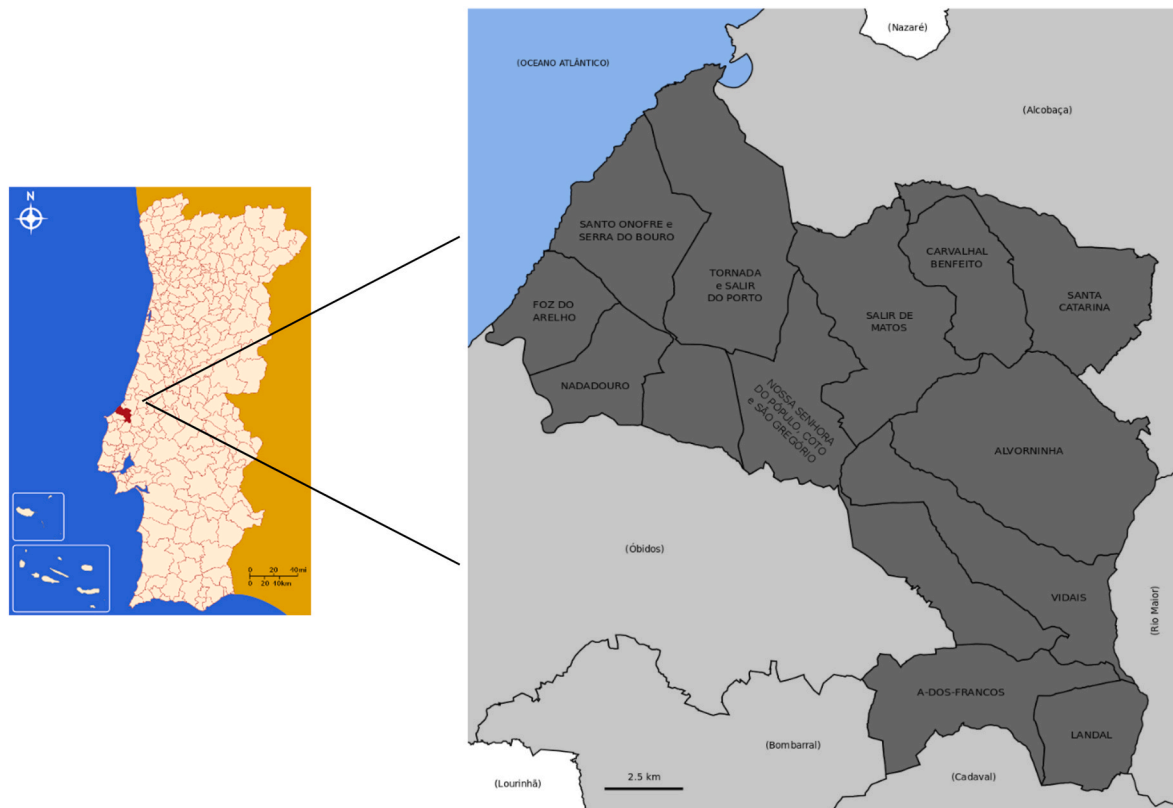 N
0 20 40mi
0 20 40km
(OCEANO ATLÂNTICO)
(Nazaré)
(Alcobaça)
SANTO ONOFRE e
SERRA DO BOURO
TORNADA
e SALIR
DO PORTO
CARVALHAL
BENFEITO
SANTA
CATARINA
FOZ DO
ARELHO
SALIR DE
MATOS
NADADOURO
NOSSA SENHORA
DO PÓPULO, COTO
e SÃO GREGÓRIO
ALVORNINHA
(Óbidos)
VIDAIS
(Rio Maior)
A-DOS-FRANCOS
LANDAL
(Bombarral)
(Cadaval)
(Lourinhã)
2.5 km